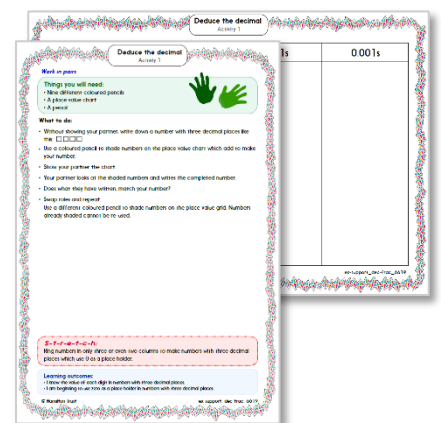 Deduce the decimal
Activity 1
0.001s
es-support_dec-frac_0619
Deduce the decimal
Activity 1
Work in pairs
Things you will need:
• Nine different coloured pencils
• A place value chart
• A pencil
What to do:
• Without showing your partner, write down a number with three decimal places like
this:
• Use a coloured pencil to shade numbers on the place value chart which add to make
your number.
• Show your partner the chart.
• Your partner looks at the shaded numbers and writes the completed number.
• Does what they have written, match your number?
• Swap roles and repeat.
Use a different coloured pencil to shade numbers on the place value grid. Numbers
already shaded cannot be re-used.
S-t-r-e-t-c-h:
Ring numbers in only three or even two columns to make numbers with three decimal
places which use 0 as a place holder.
Learning outcomes:
- I know the value of each digit in numbers with three decimal places.
- I am beginning to use zero as a place holder in numbers with three decimal places.
© Hamilton Trust
es-support_dec-frac_0619